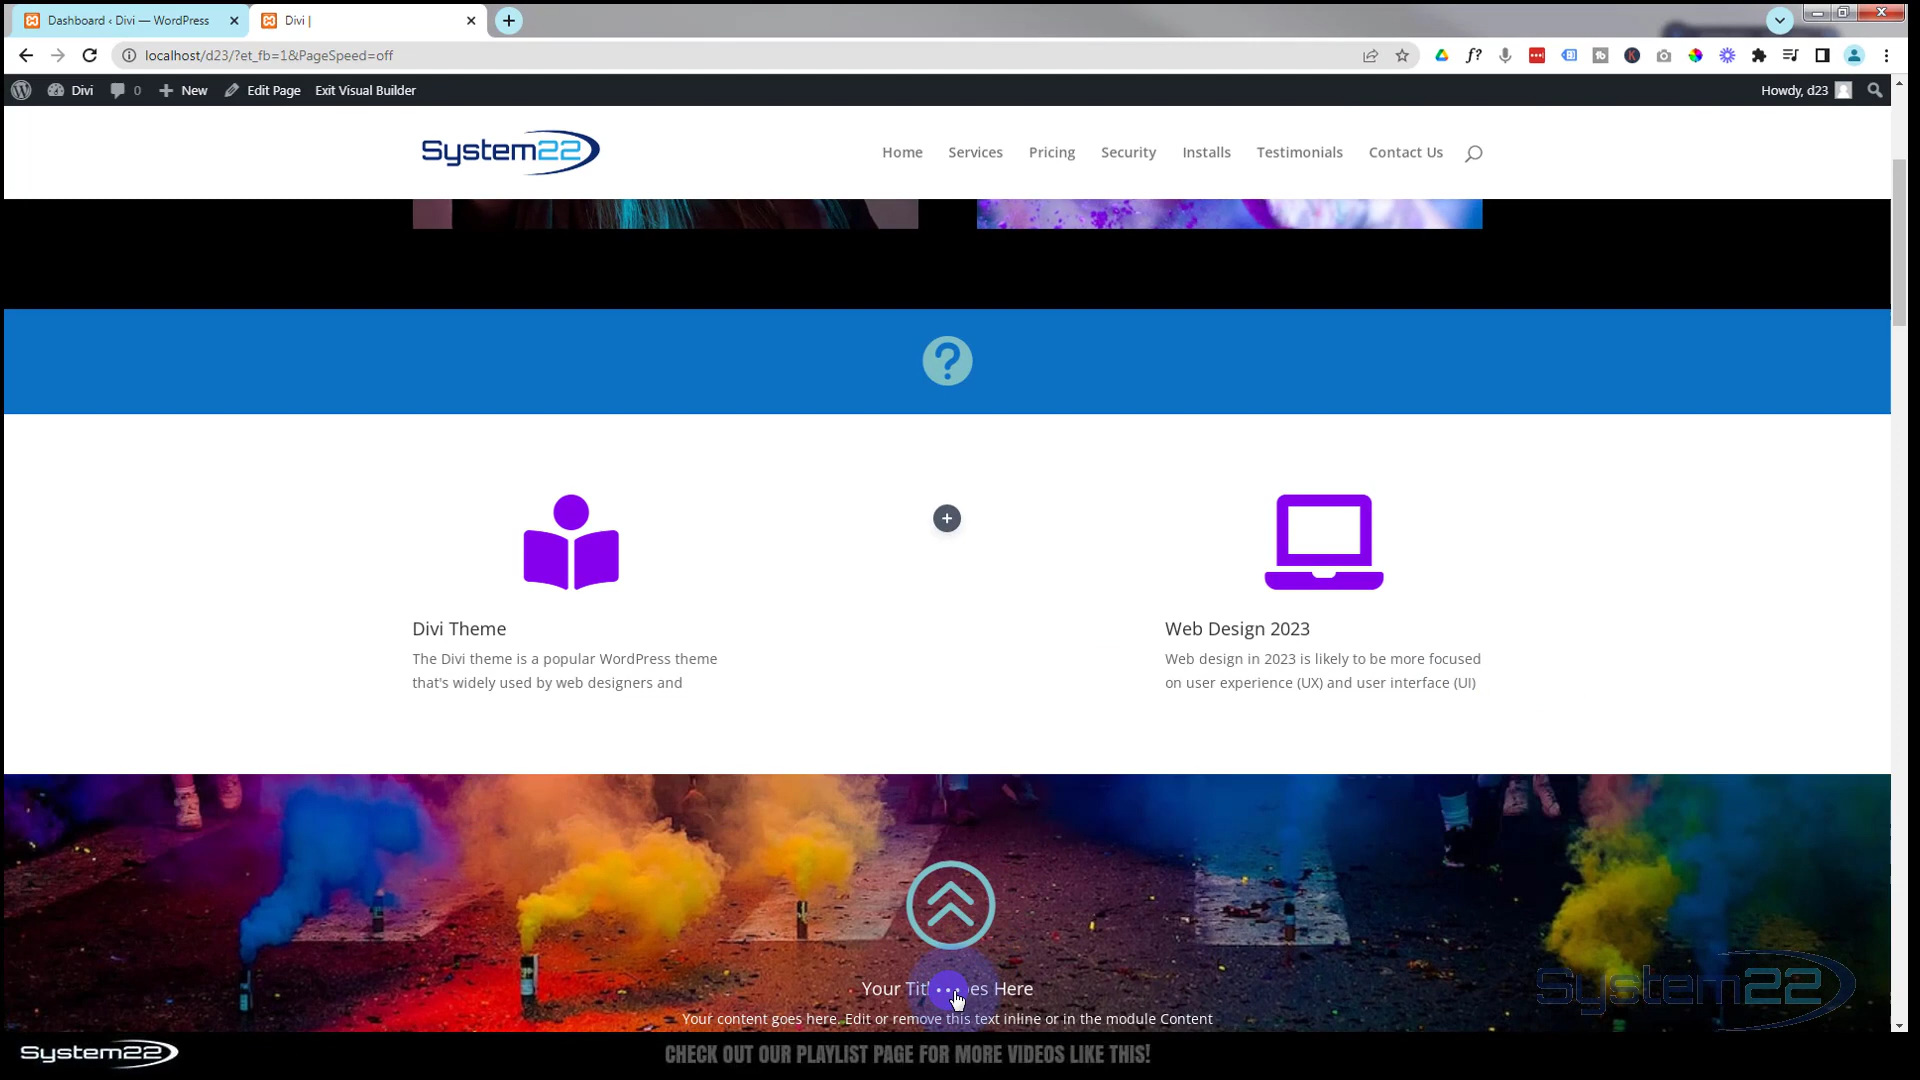 Dashboard ‹ Divi — WordPress
Divi |
localhost/d23/?et_fb=1&PageSpeed=off
Divi 0 New Edit Page Exit Visual Builder Howdy, d23
System22
Home Services Pricing Security Installs Testimonials Contact Us
Divi Theme
The Divi theme is a popular WordPress theme
that's widely used by web designers and
Web Design 2023
Web design in 2023 is likely to be more focused
on user experience (UX) and user interface (UI)
Your Title Goes Here
Your content goes here. Edit or remove this text inline or in the module Content
System22
System22
CHECK OUT OUR PLAYLIST PAGE FOR MORE VIDEOS LIKE THIS!